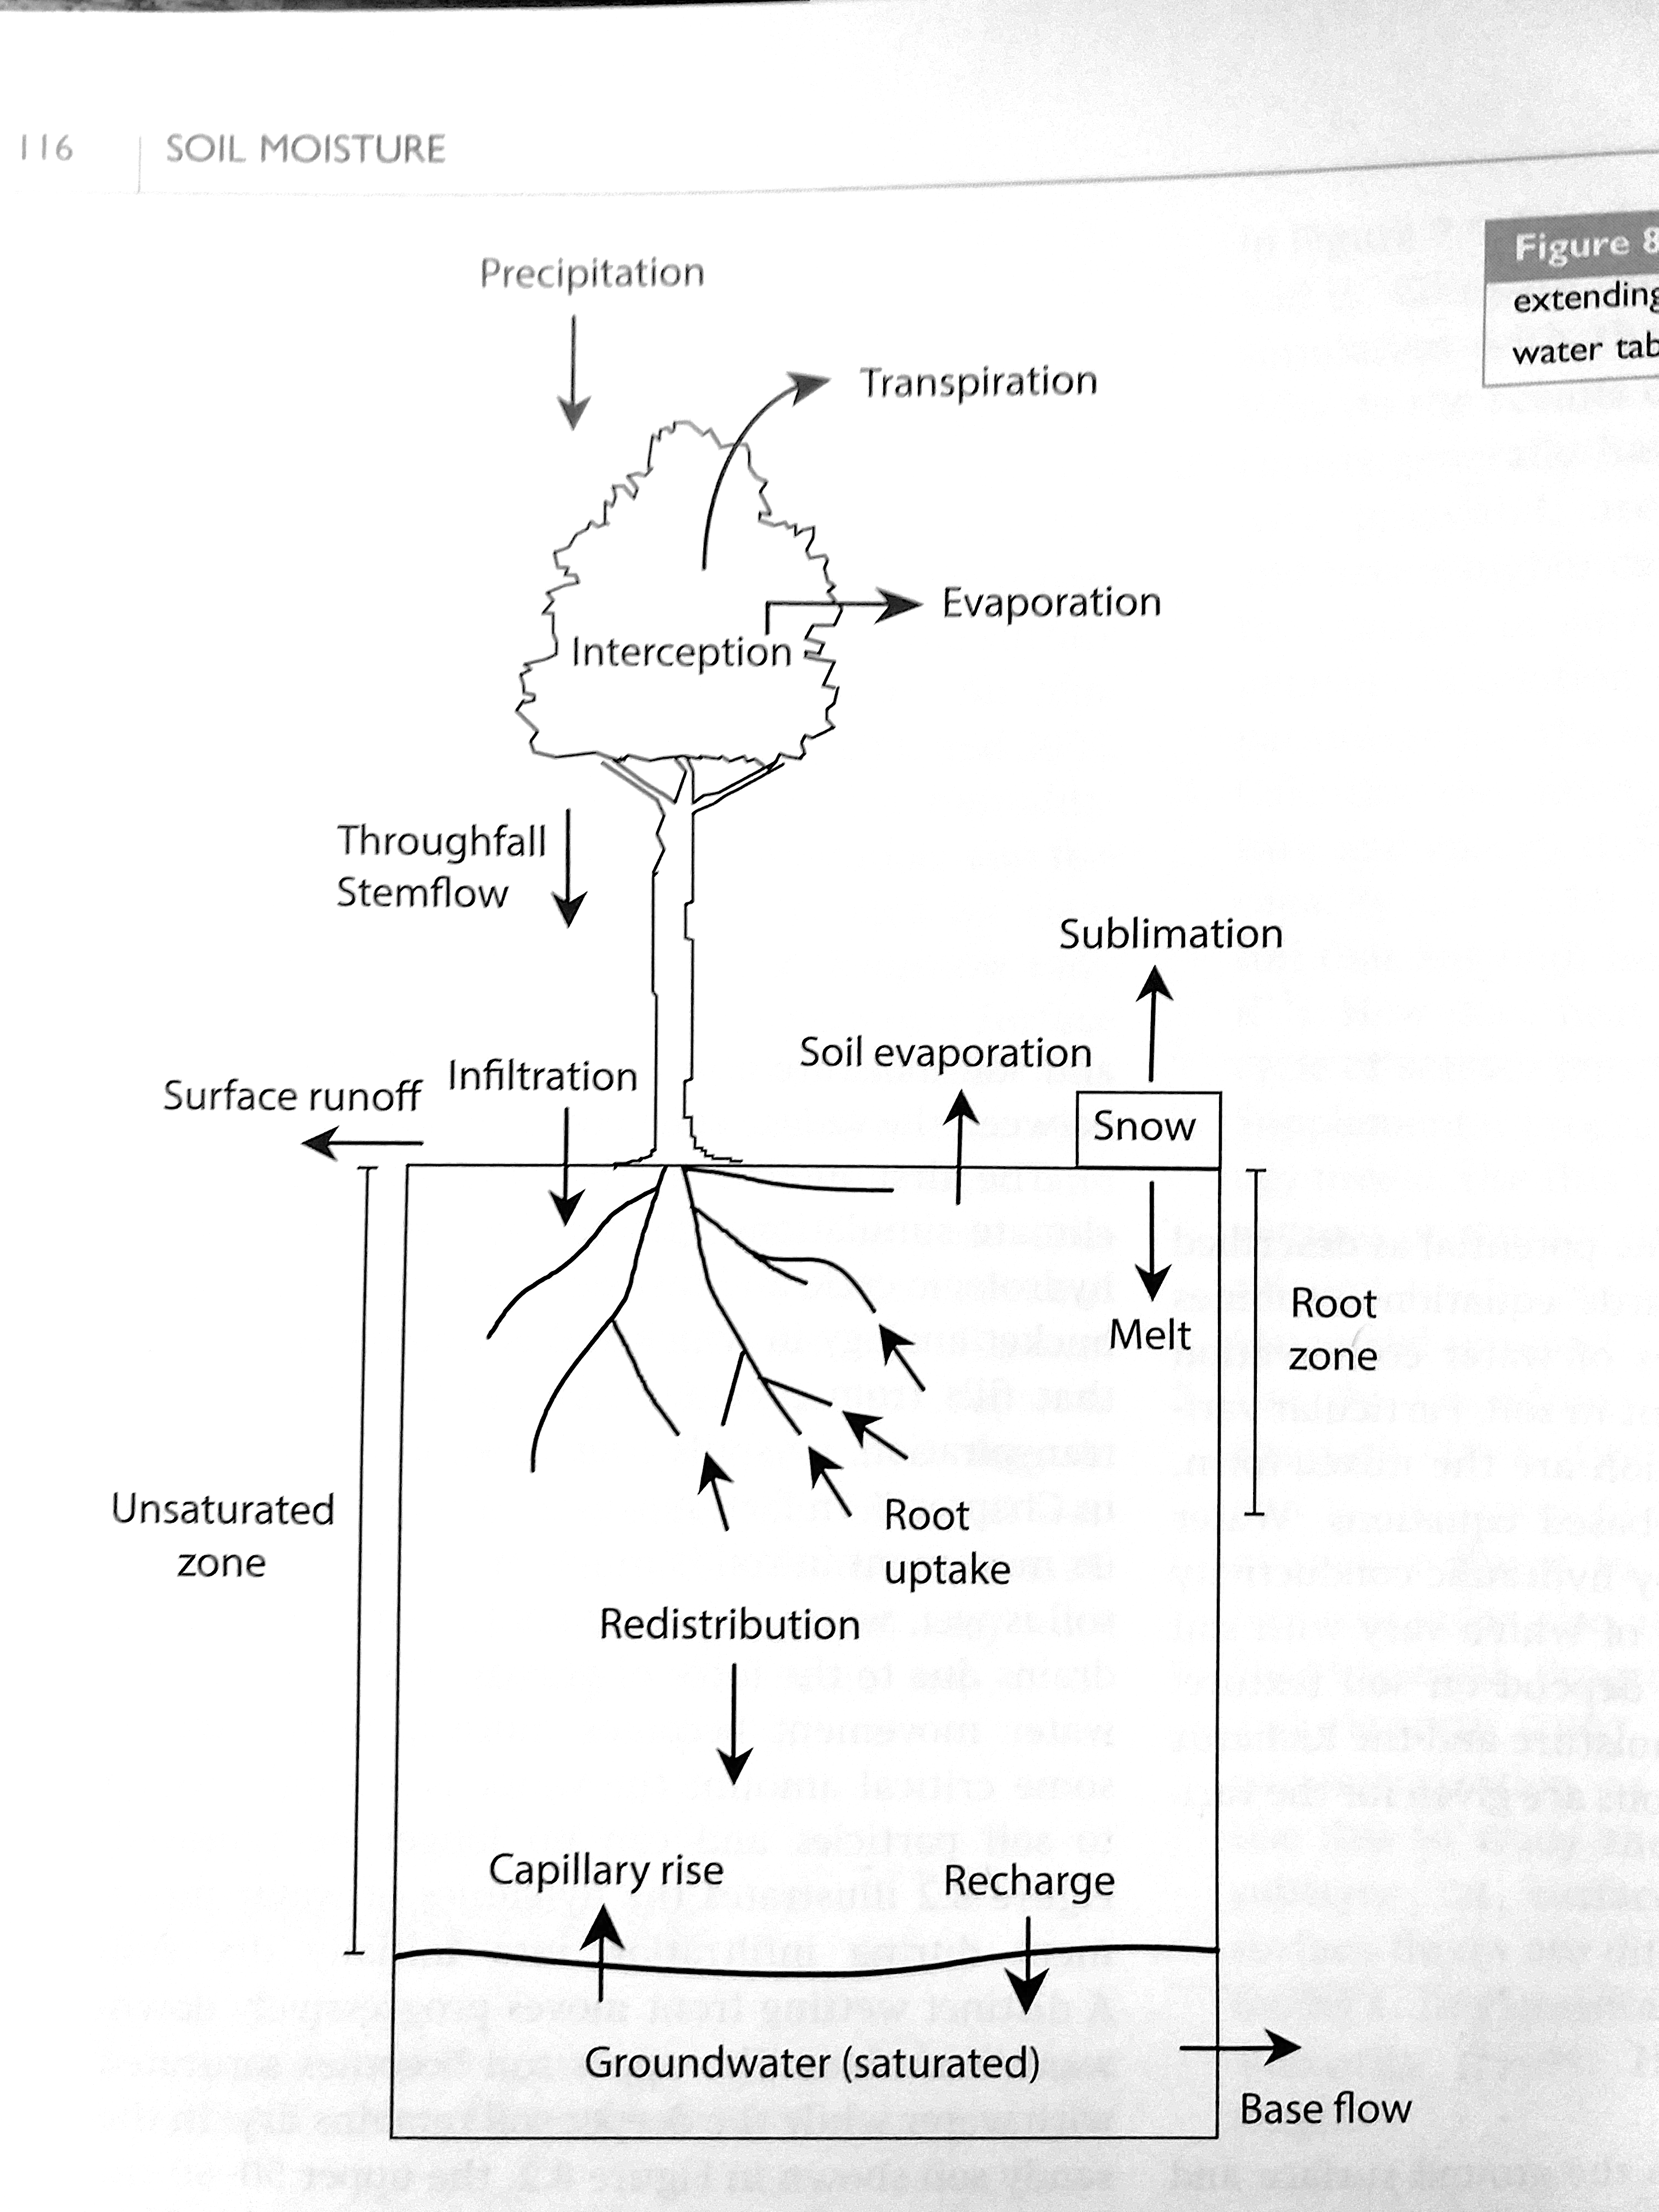 116 SOIL MOISTURE
Figure 8
extending
water tab
Precipitation
Transpiration
Evaporation
Interception
Throughfall
Stemflow
Sublimation
Soil evaporation
Infiltration
Surface runoff
Snow
Melt
Root
zone
Unsaturated
zone
Root
uptake
Redistribution
Capillary rise
Recharge
Groundwater (saturated)
Base flow